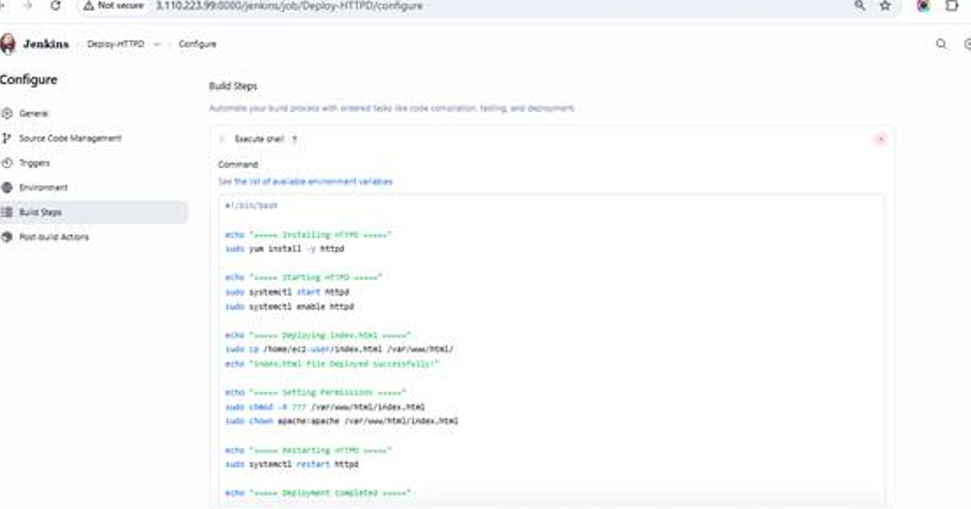 Not secure 3.110.223.99:8080/jenkins/job/Deploy-HTTPD/configure
Jenkins Deploy-HTTPD Configure
Configure
General
Source Code Management
Triggers
Environment
Build Steps
Post-build Actions
Build Steps
Automate your build process with ordered tasks like code compilation, testing, and deployment.
Execute shell ?
Command
See the list of available environment variables
#!/bin/bash
echo "===== Installing HTTPD ====="
sudo yum install -y httpd
echo "===== Starting HTTPD ====="
sudo systemctl start httpd
sudo systemctl enable httpd
echo "===== Deploying index.html ====="
sudo cp /home/ec2-user/index.html /var/www/html/
echo "index.html file Deployed successfully!"
echo "===== Setting Permissions ====="
sudo chmod -R 777 /var/www/html/index.html
sudo chown apache:apache /var/www/html/index.html
echo "===== Restarting HTTPD ====="
sudo systemctl restart httpd
echo "===== Deployment Completed ====="